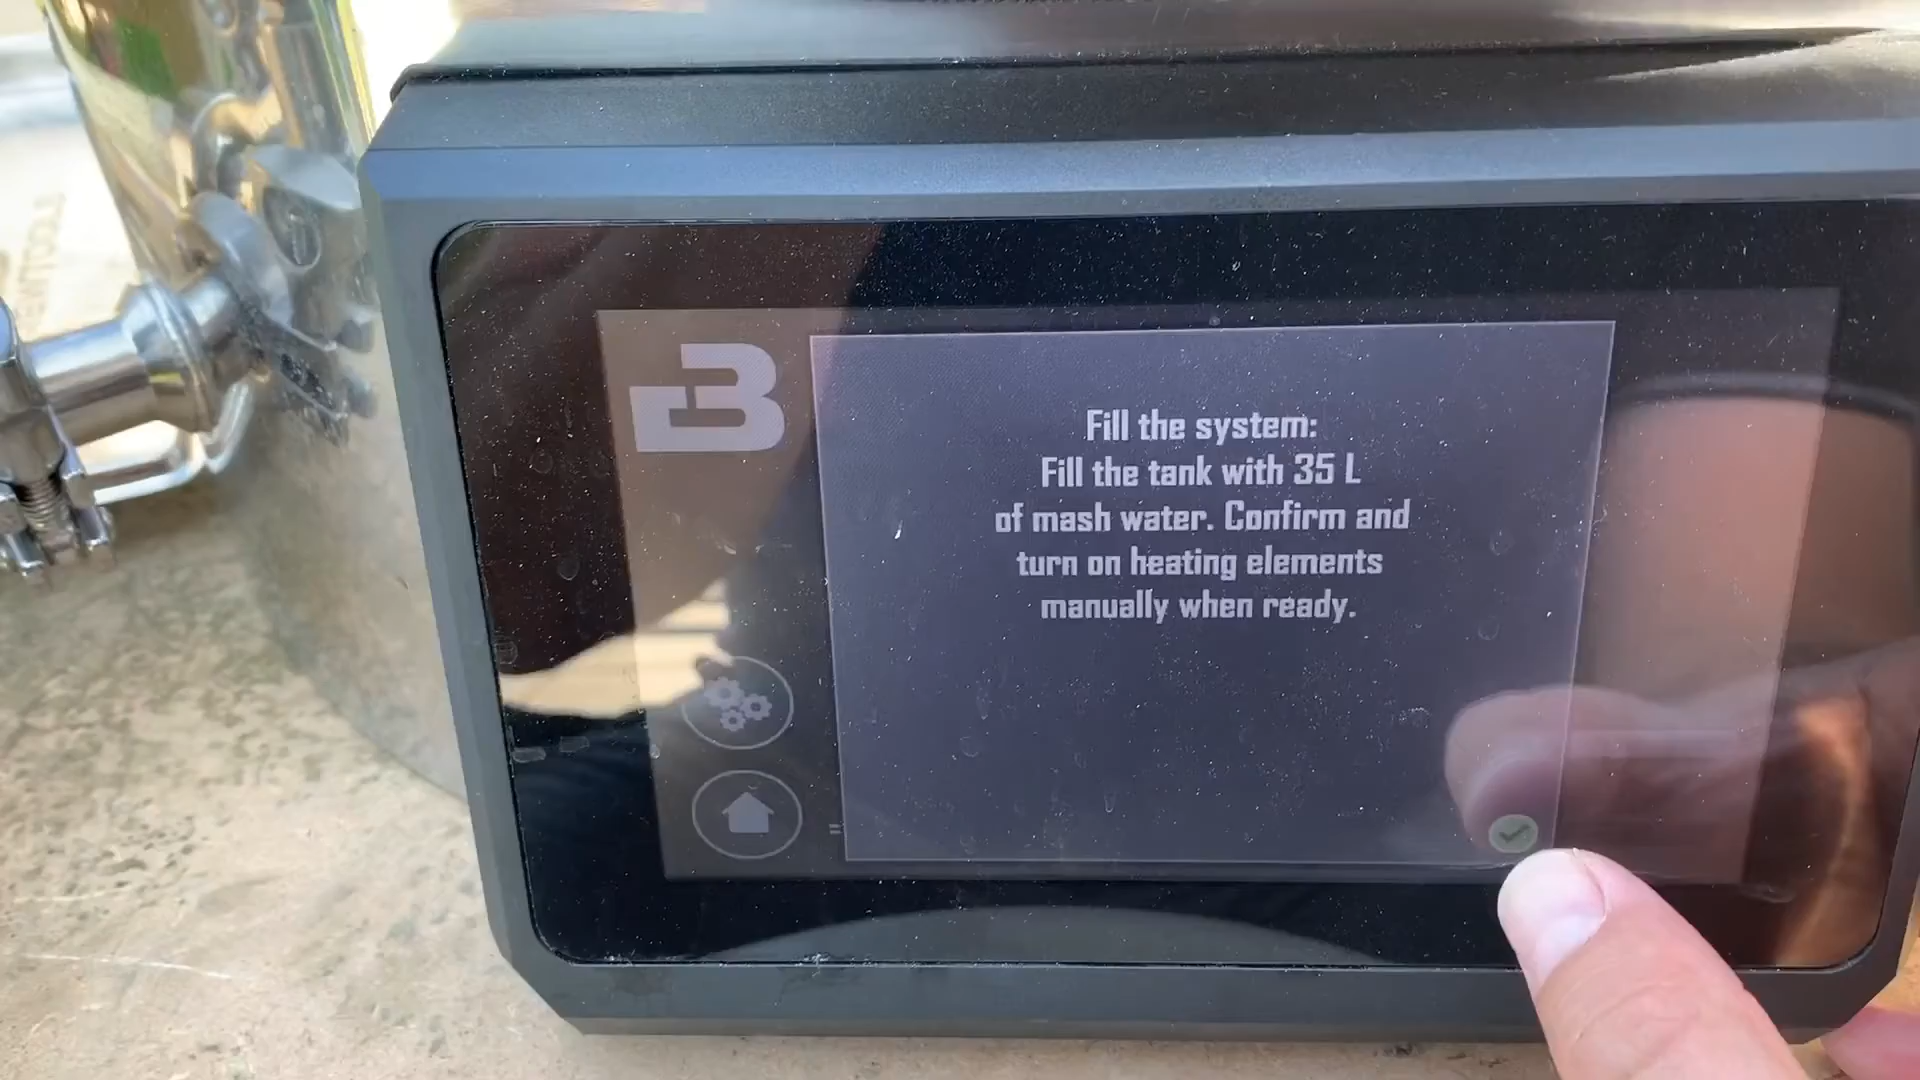 Fill the system:
Fill the tank with 35 L
of mash water. Confirm and
turn on heating elements
manually when ready.